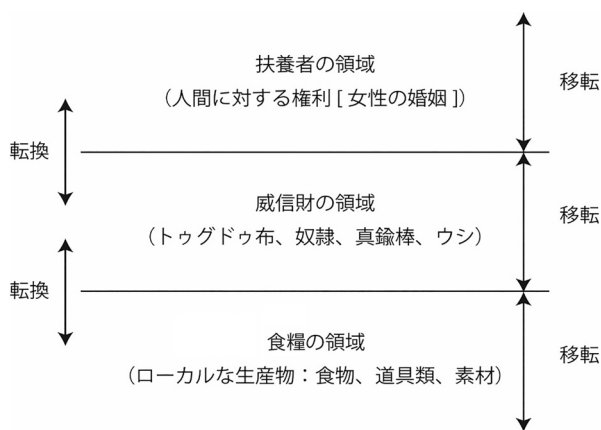 扶養者の領域
（人間に対する権利 [ 女性の婚姻 ]）
移転
転換
威信財の領域
（トゥグドゥ布、奴隷、真鍮棒、ウシ）
移転
転換
食糧の領域
（ローカルな生産物：食物、道具類、素材）
移転